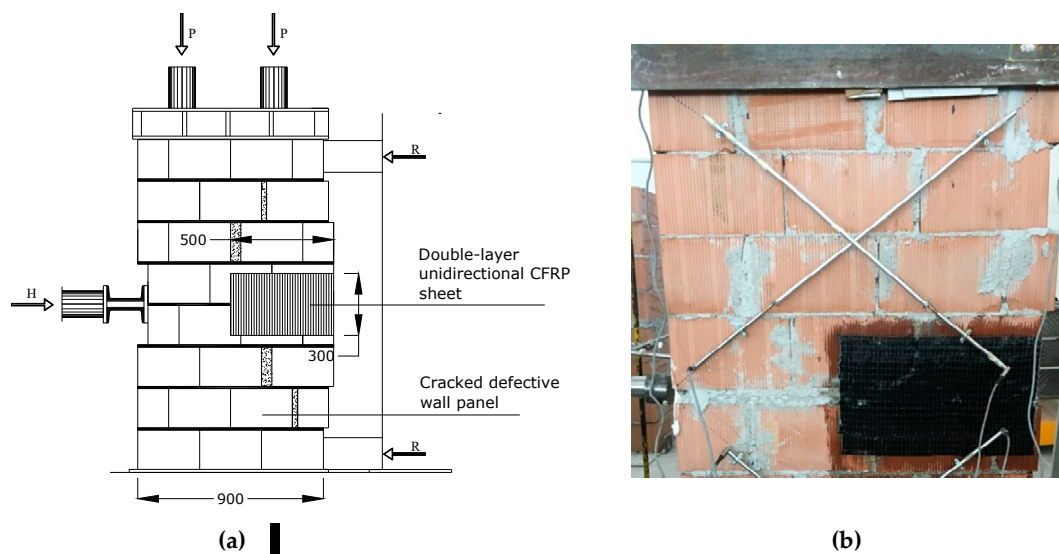 P
P
R
500
Double-layer
unidirectional CFRP
sheet
H
300
Cracked defective
wall panel
R
900
(a)
(b)